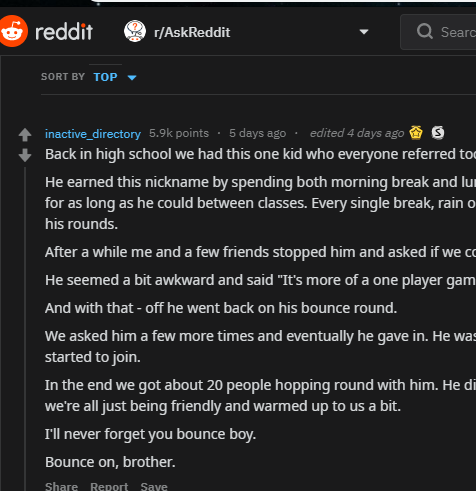 reddit r/AskReddit Searc
SORT BY TOP
inactive_directory 5.9k points · 5 days ago · edited 4 days ago
Back in high school we had this one kid who everyone referred too
He earned this nickname by spending both morning break and lu
for as long as he could between classes. Every single break, rain o
his rounds.
After a while me and a few friends stopped him and asked if we co
He seemed a bit awkward and said "It's more of a one player gam
And with that - off he went back on his bounce round.
We asked him a few more times and eventually he gave in. He was
started to join.
In the end we got about 20 people hopping round with him. He di
we're all just being friendly and warmed up to us a bit.
I'll never forget you bounce boy.
Bounce on, brother.
Share Report Save